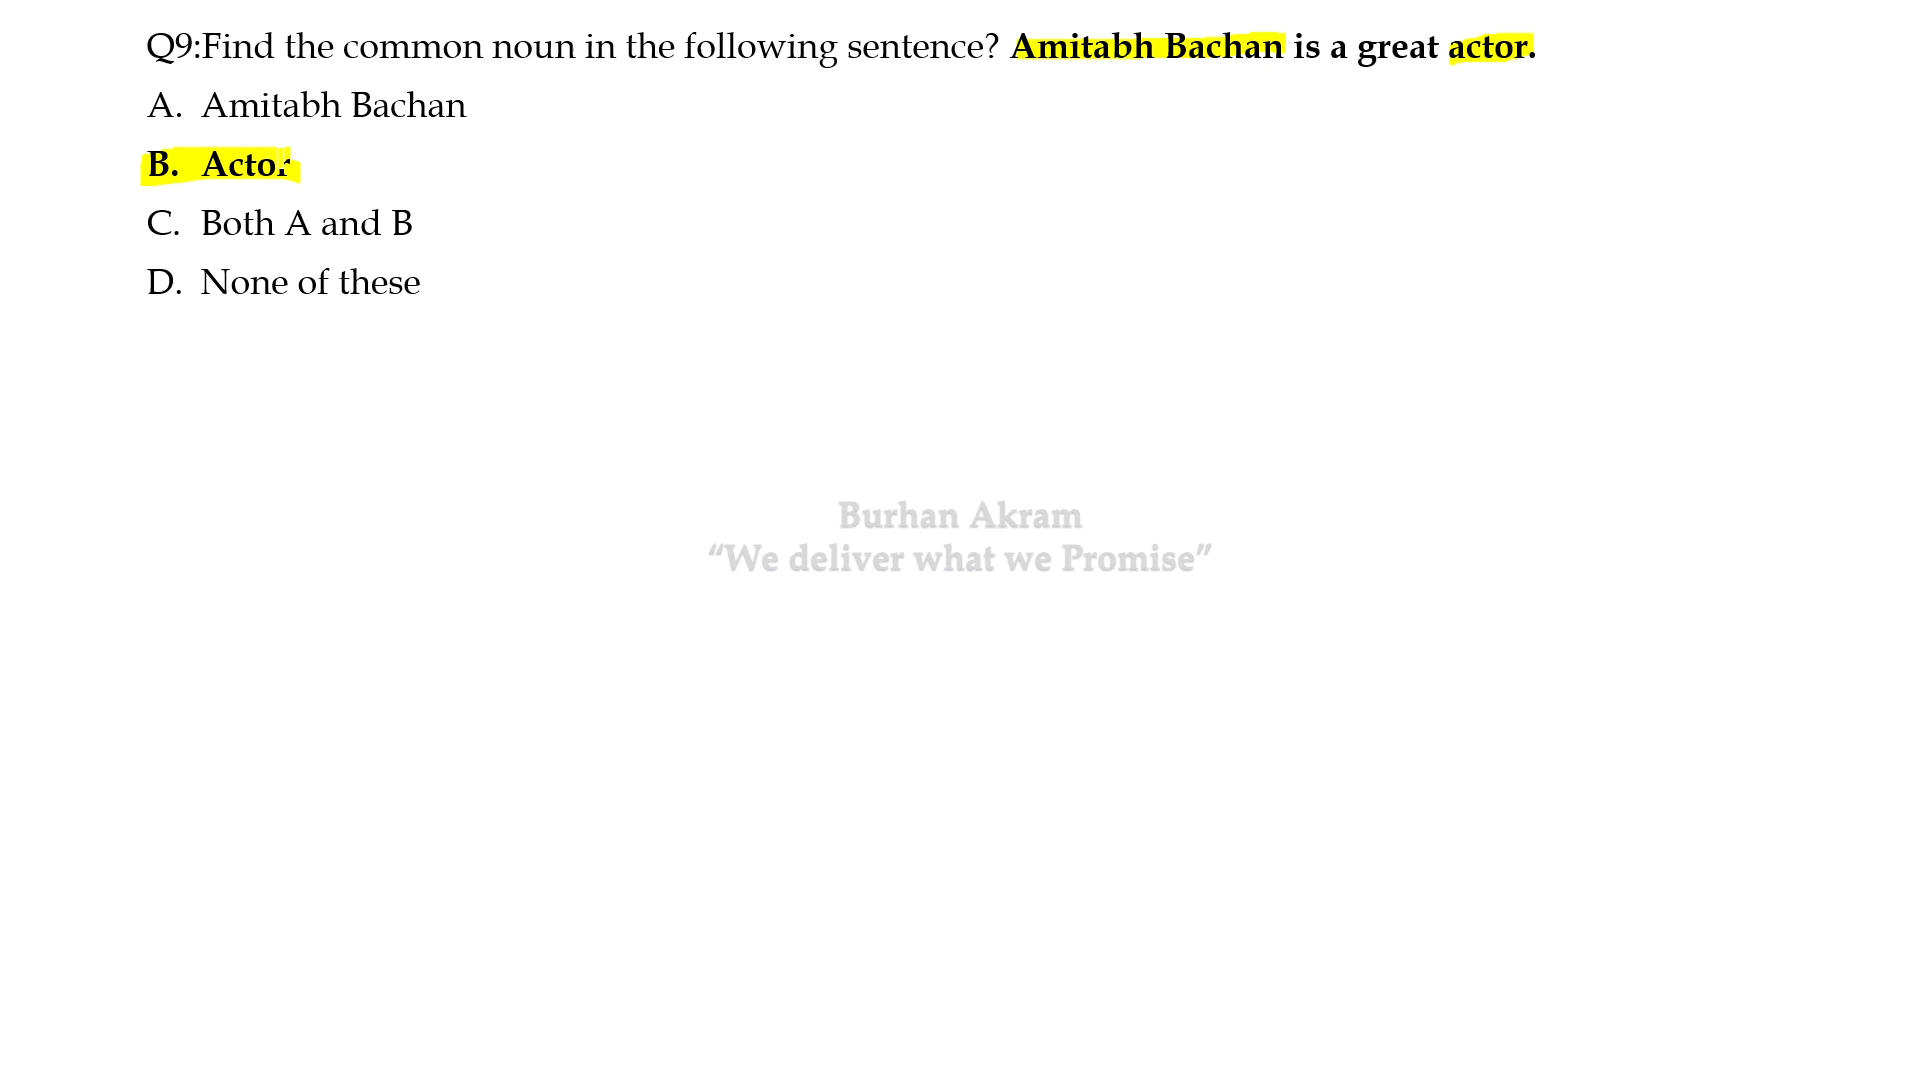 Q9:Find the common noun in the following sentence? Amitabh Bachan is a great actor.
A. Amitabh Bachan
B. Actor
C. Both A and B
D. None of these
Burhan Akram
“We deliver what we Promise”